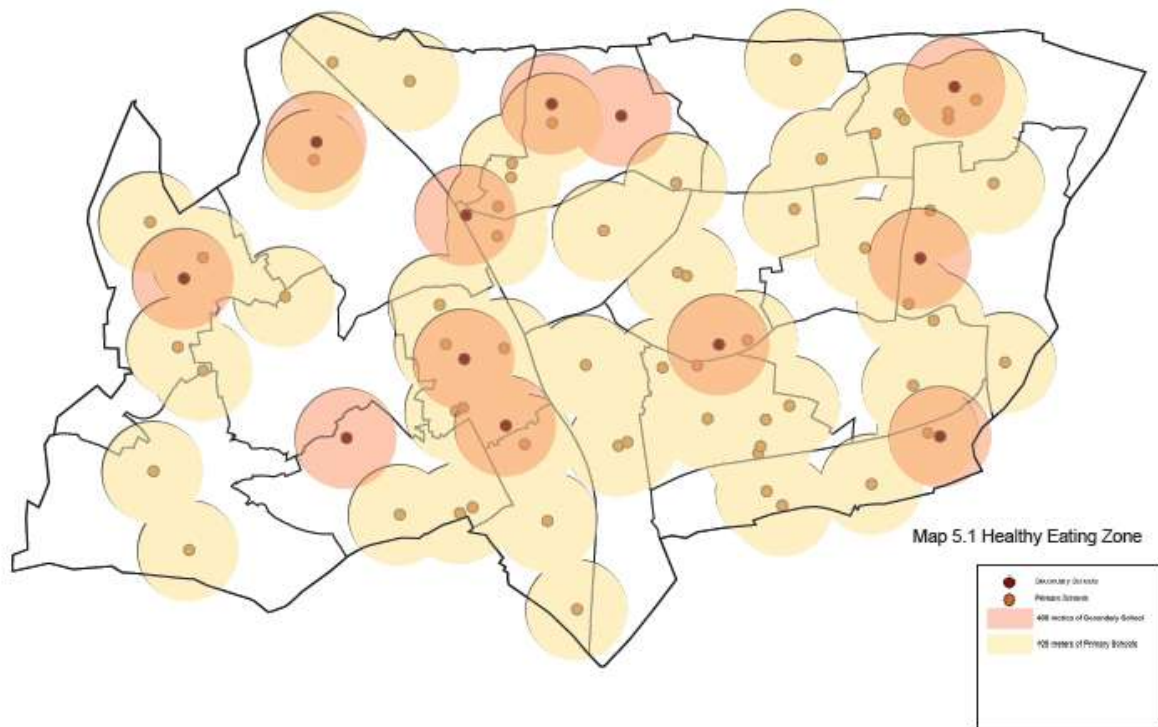 Map 5.1 Healthy Eating Zone
Secondary Schools
Primary Schools
400 metres of Secondary School
400 meters of Primary Schools